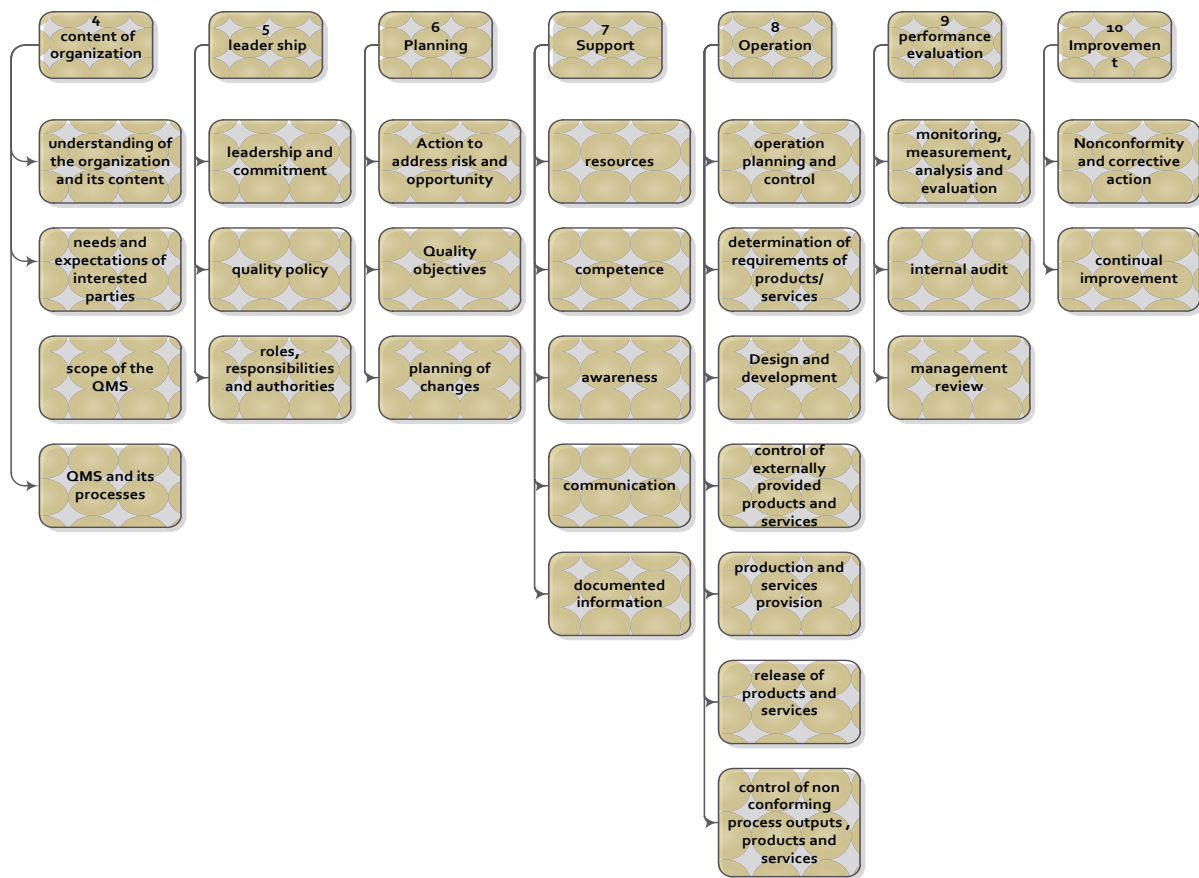 4
content of
organization
5
leader ship
6
Planning
7
Support
8
Operation
9
performance
evaluation
10
Improvemen
t
understanding of
the organization
and its content
needs and
expectations of
interested
parties
scope of the
QMS
QMS and its
processes
leadership and
commitment
quality policy
roles,
responsibilities
and authorities
Action to
address risk and
opportunity
Quality
objectives
planning of
changes
resources
competence
awareness
communication
documented
information
operation
planning and
control
determination of
requirements of
products/
services
Design and
development
control of
externally
provided
products and
services
production and
services
provision
release of
products and
services
control of non
conforming
process outputs ,
products and
services
monitoring,
measurement,
analysis and
evaluation
internal audit
management
review
Nonconformity
and corrective
action
continual
improvement